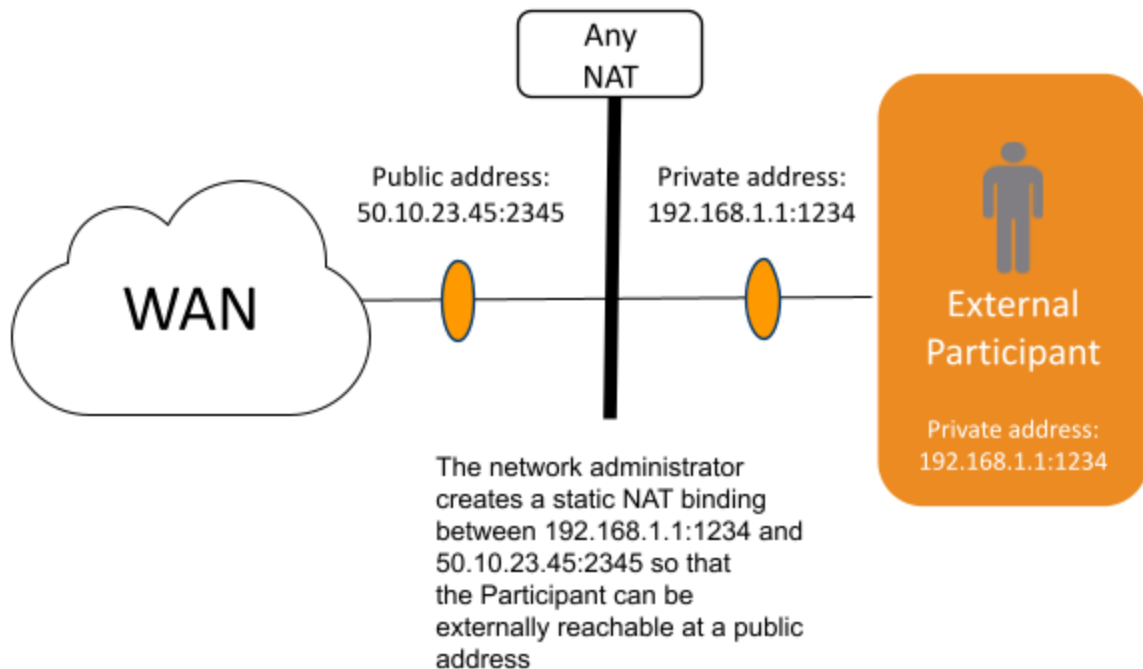 Any
NAT
Public address:
50.10.23.45:2345
Private address:
192.168.1.1:1234
WAN
External
Participant
Private address:
192.168.1.1:1234
The network administrator
creates a static NAT binding
between 192.168.1.1:1234 and
50.10.23.45:2345 so that
the Participant can be
externally reachable at a public
address